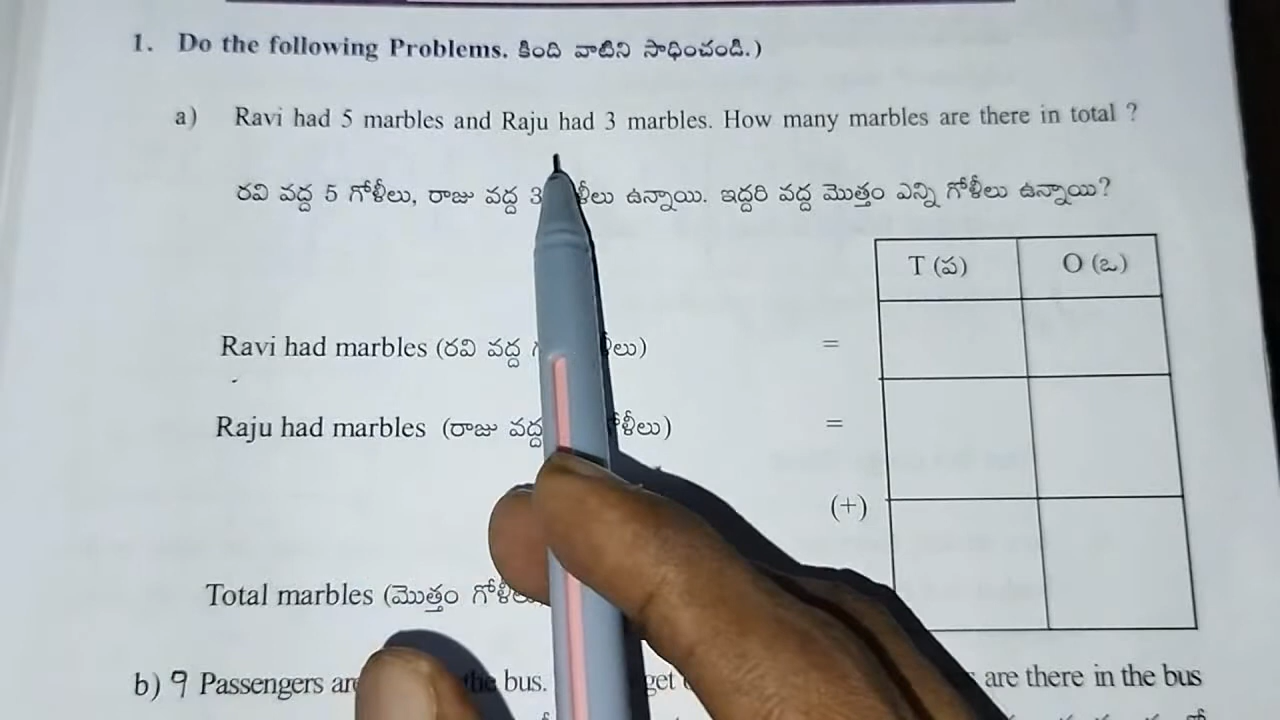 1. Do the following Problems. కింది వాటిని సాధించండి.)
a) Ravi had 5 marbles and Raju had 3 marbles. How many marbles are there in total ?
రవి వద్ద 5 గోళీలు, రాజు వద్ద 3 ఉన్నాయి. ఇద్దరి వద్ద మొత్తం ఎన్ని గోళీలు ఉన్నాయి?
T (ప) O (ఒ)
Ravi had marbles (రవి వద్ద =
Raju had marbles (రాజు వద్ద =
(+)
Total marbles (మొత్తం
b) 9 Passengers bus. get are there in the bus